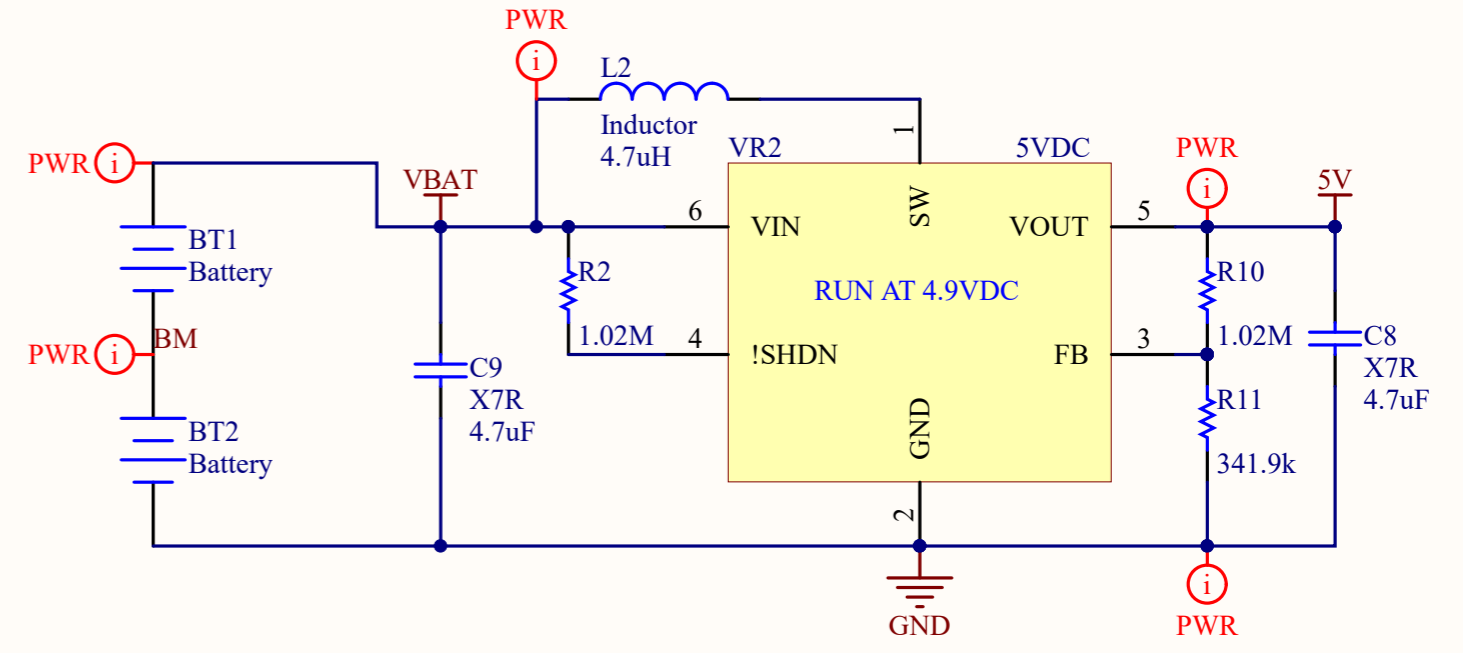 PWR
i
L2
Inductor
4.7uH
1
VR2
5VDC
PWR
i
PWR
i
VBAT
5V
SW
6
VIN
VOUT
5
BT1
Battery
R2
1.02M
RUN AT 4.9VDC
R10
1.02M
PWR
i
BM
4
!SHDN
FB
3
C8
X7R
4.7uF
C9
X7R
4.7uF
R11
341.9k
BT2
Battery
GND
2
GND
i
PWR